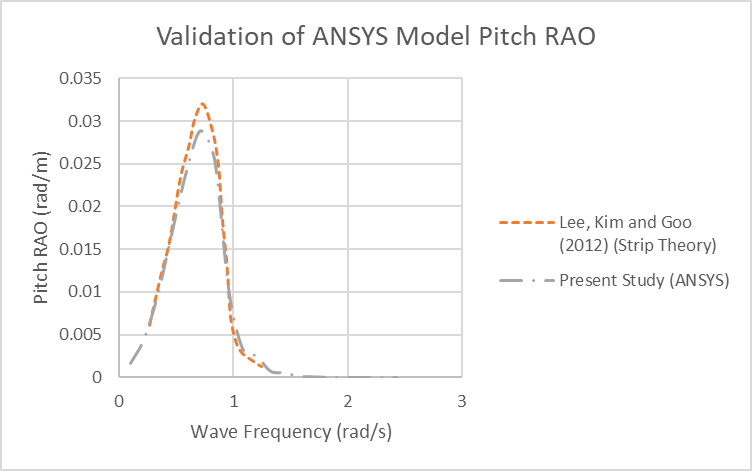 Validation of ANSYS Model Pitch RAO
0.035
0.03
0.025
0.02
0.015
0.01
0.005
0
0
1
2
3
Pitch RAO (rad/m)
Wave Frequency (rad/s)
Lee, Kim and Goo
(2012) (Strip Theory)
Present Study (ANSYS)